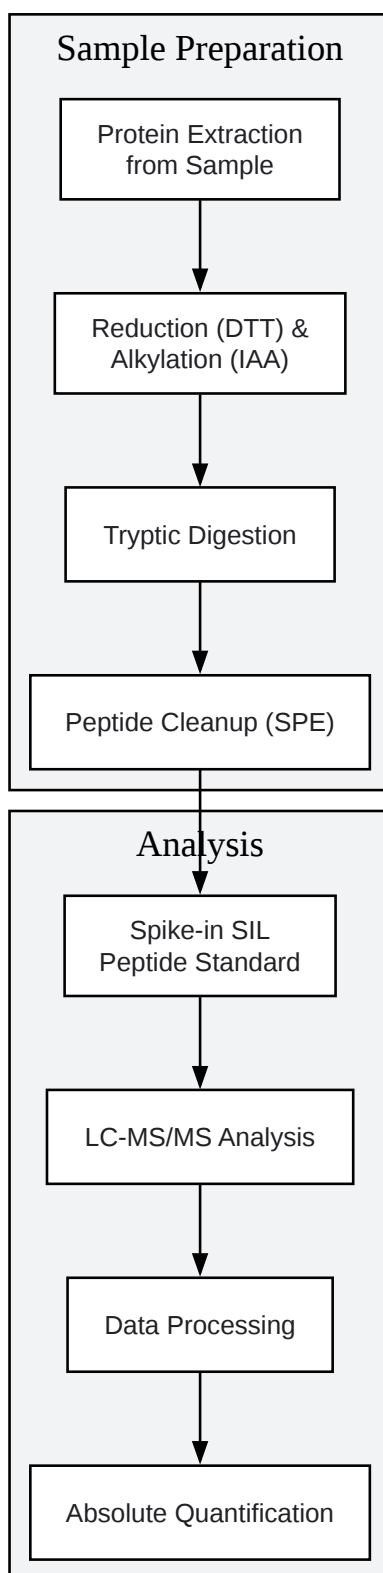 Sample Preparation
Protein Extraction
from Sample
Reduction (DTT) &
Alkylation (IAA)
Tryptic Digestion
Peptide Cleanup (SPE)
Analysis
Spike-in SIL
Peptide Standard
LC-MS/MS Analysis
Data Processing
Absolute Quantification